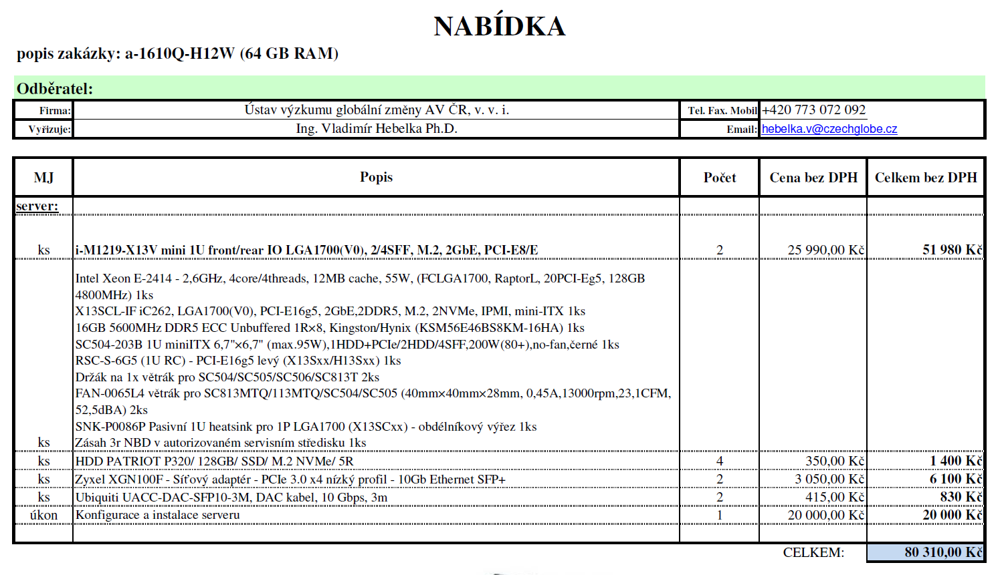 NABÍDKA
popis zakázky: a-1610Q-H12W (64 GB RAM)
Odběratel:
Firma: Ústav výzkumu globální změny AV ČR, v. v. i. Tel. Fax. Mobil +420 773 072 092
Vyřizuje: Ing. Vladimír Hebelka Ph.D. Email: hebelka.v@czechglobe.cz
MJ Popis Počet Cena bez DPH Celkem bez DPH
server:
ks i-M1219-X13V mini 1U front/rear IO LGA1700(V0), 2/4SFF, M.2, 2GbE, PCI-E8/E 2 25 990,00 Kč 51 980 Kč
Intel Xeon E-2414 - 2,6GHz, 4core/4threads, 12MB cache, 55W, (FCLGA1700, RaptorL, 20PCI-Eg5, 128GB
4800MHz) 1ks
X13SCL-IF iC262, LGA1700(V0), PCI-E16g5, 2GbE,2DDR5, M.2, 2NVMe, IPMI, mini-ITX 1ks
16GB 5600MHz DDR5 ECC Unbuffered 1R×8, Kingston/Hynix (KSM56E46BS8KM-16HA) 1ks
SC504-203B 1U miniITX 6,7"×6,7" (max.95W),1HDD+PCIe/2HDD/4SFF,200W(80+),no-fan,černé 1ks
RSC-S-6G5 (1U RC) - PCI-E16g5 levý (X13Sxx/H13Sxx) 1ks
Držák na 1x větrák pro SC504/SC505/SC506/SC813T 2ks
FAN-0065L4 větrák pro SC813MTQ/113MTQ/SC504/SC505 (40mm×40mm×28mm, 0,45A,13000rpm,23,1CFM,
52,5dBA) 2ks
SNK-P0086P Pasivní 1U heatsink pro 1P LGA1700 (X13SCxx) - obdélníkový výřez 1ks
ks Zásah 3r NBD v autorizovaném servisním středisku 1ks
ks HDD PATRIOT P320/ 128GB/ SSD/ M.2 NVMe/ 5R 4 350,00 Kč 1 400 Kč
ks Zyxel XGN100F - Síťový adaptér - PCIe 3.0 x4 nízký profil - 10Gb Ethernet SFP+ 2 3 050,00 Kč 6 100 Kč
ks Ubiquiti UACC-DAC-SFP10-3M, DAC kabel, 10 Gbps, 3m 2 415,00 Kč 830 Kč
úkon Konfigurace a instalace serveru 1 20 000,00 Kč 20 000 Kč
CELKEM: 80 310,00 Kč